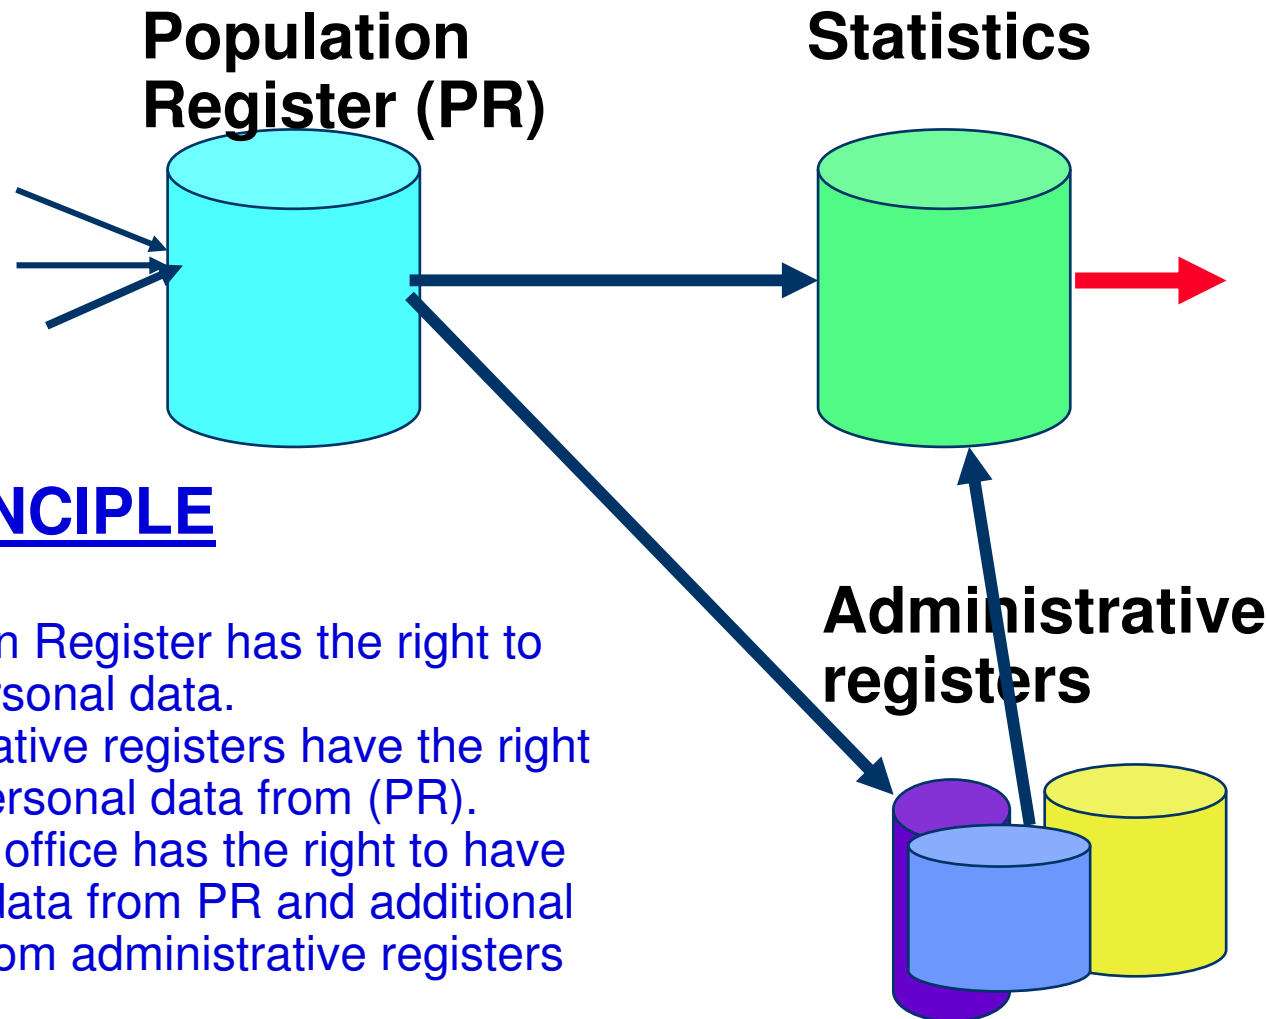 Population
Register (PR)
Statistics
NCIPLE
n Register has the right to
rsonal data.
ative registers have the right
ersonal data from (PR).
office has the right to have
data from PR and additional
om administrative registers
Administrative
registers